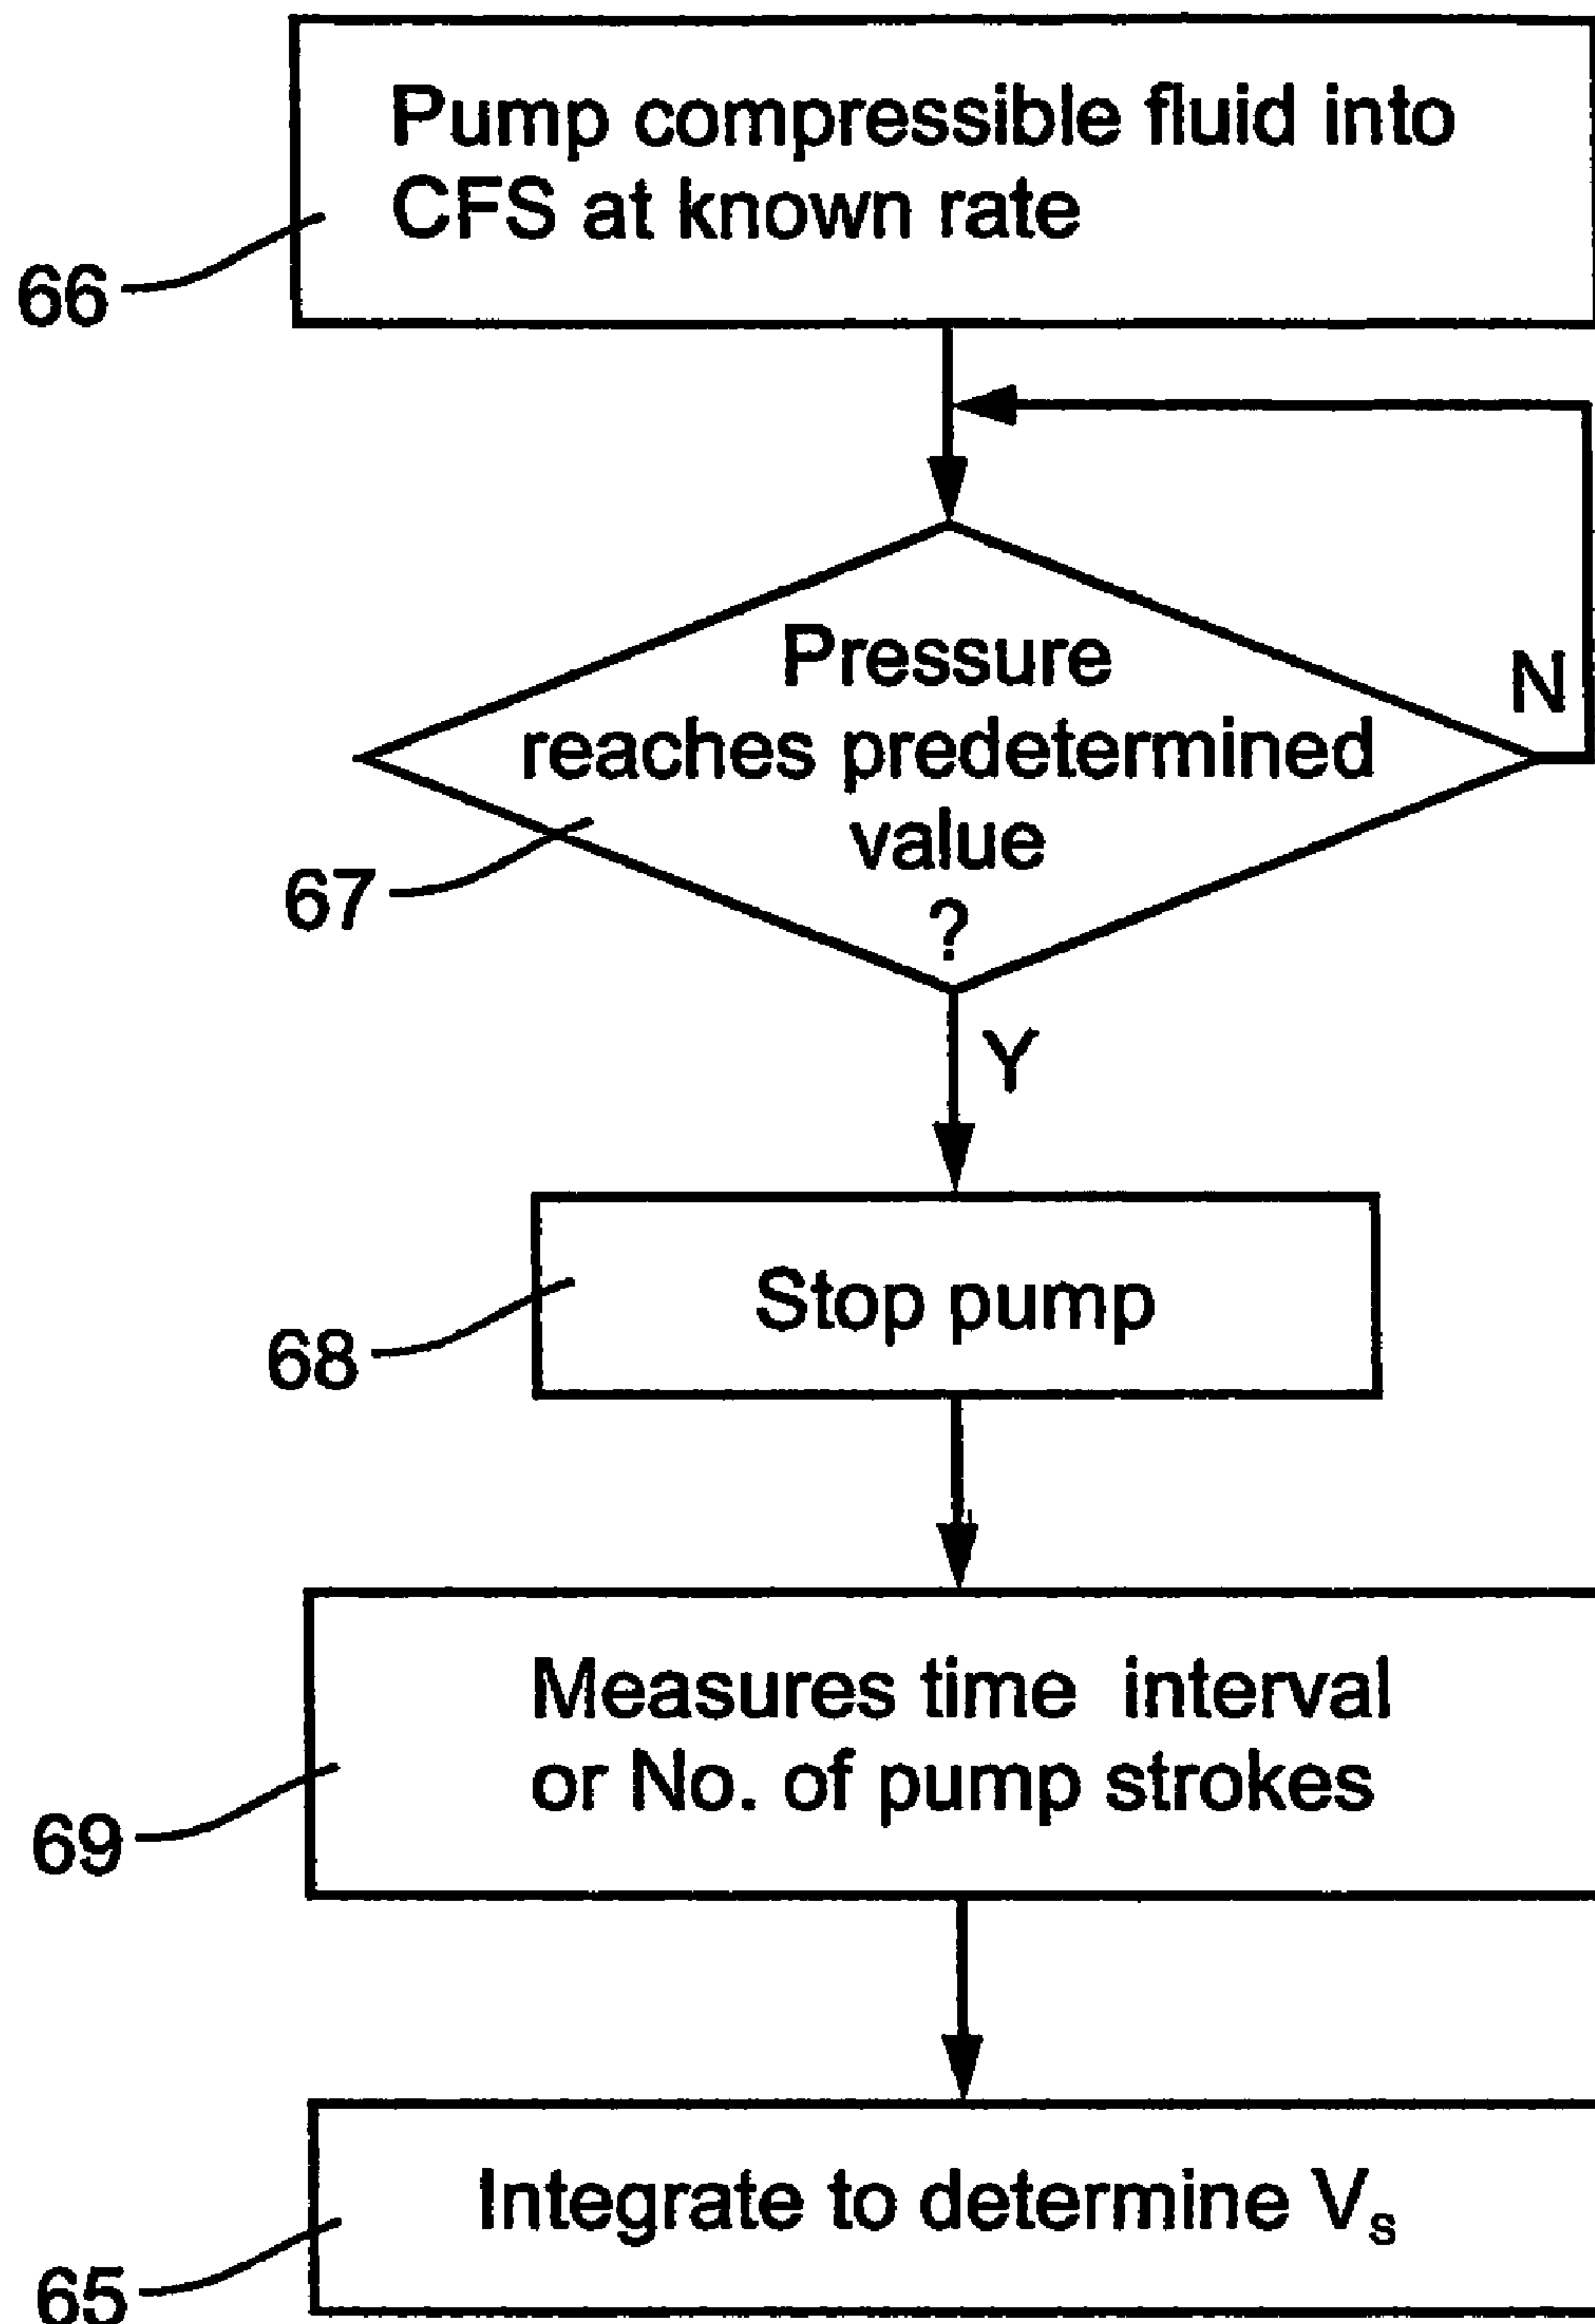 Pump compressible fluid into
CFS at known rate
66
Pressure
reaches predetermined
value
?
N
67
Y
Stop pump
68
Measures time interval
or No. of pump strokes
69
Integrate to determine Vs
65